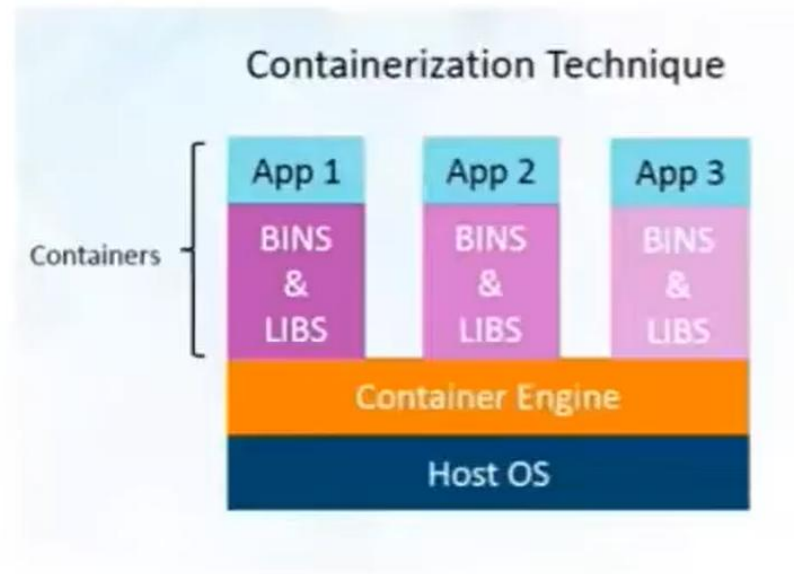 Containerization Technique
App 1
App 2
App 3
Containers
BINS
&
LIBS
BINS
&
LIBS
BINS
&
LIBS
Container Engine
Host OS